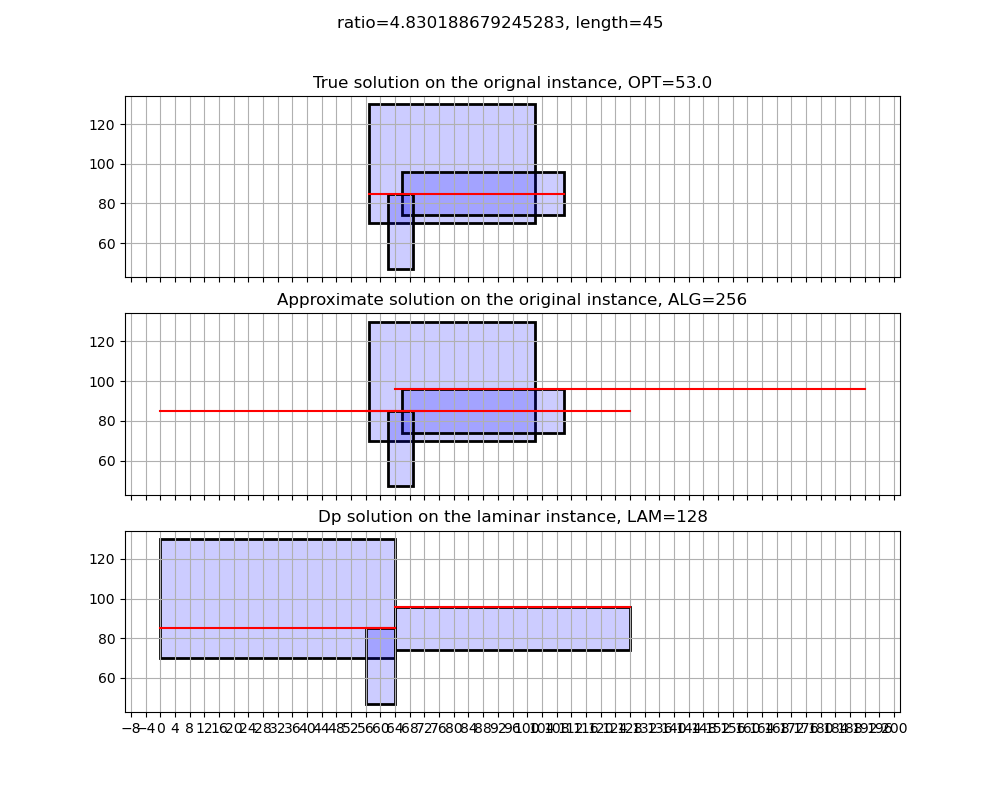 ratio=4.830188679245283, length=45
True solution on the orignal instance, OPT=53.0
120
100
80
60
Approximate solution on the original instance, ALG=256
120
100
80
60
Dp solution on the laminar instance, LAM=128
120
100
80
60
−8 −4 0 4 8 12 16 20 24 28 32 36 40 44 48 52 56 60 64 68 72 76 80 84 88 92 96 200